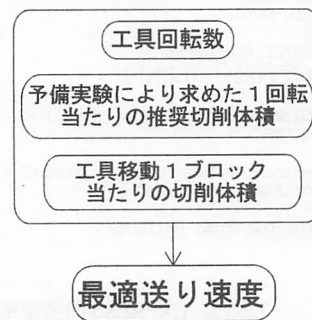 工具回転数
予備実験により求めた１回転
当たりの推奨切削体積
工具移動１ブロック
当たりの切削体積
最適送り速度